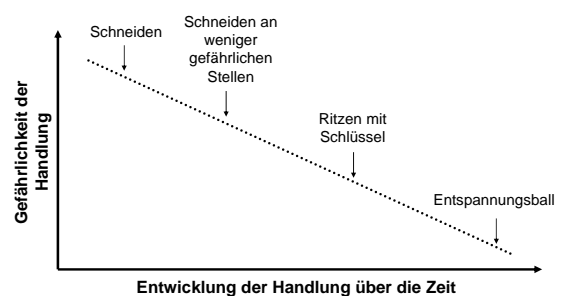 Schneiden
Schneiden an
weniger
gefährlichen
Stellen
Ritzen mit
Schlüssel
Entspannungsball
Gefährlichkeit der
Handlung
Entwicklung der Handlung über die Zeit